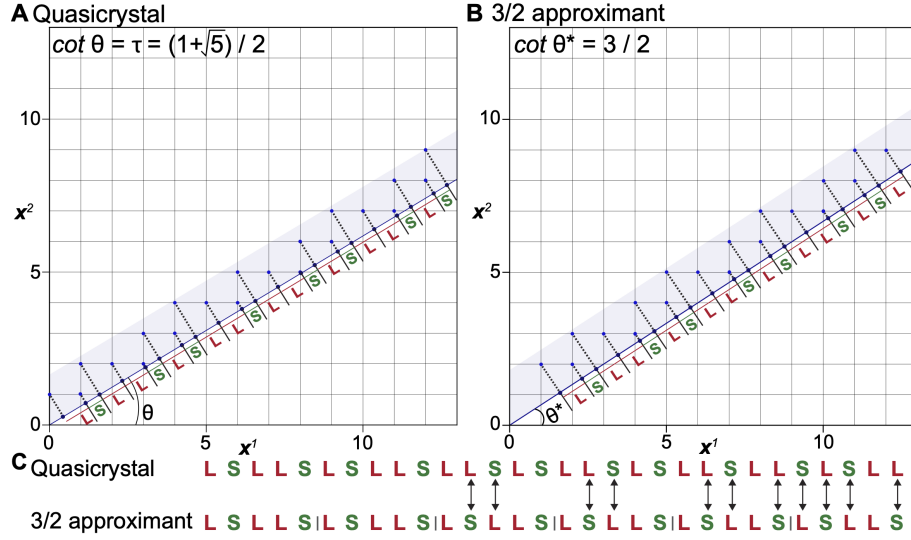 A Quasicrystal
cot θ = τ = (1+√5) / 2
10
x²
5
0
L S L L S L S L L S L L S L S L L S L S
θ
5
10
x¹
B 3/2 approximant
cot θ* = 3 / 2
10
x²
5
0
L S L L S L S L L S L S L L S L S L
θ*
0
5
10
x¹
C Quasicrystal L S L L S L S L L S L L S L S L L S L S L L S L L S L S L L
3/2 approximant L S L L S | L S L L S | L S L L S | L S L L S | L S L L S | L S L L S